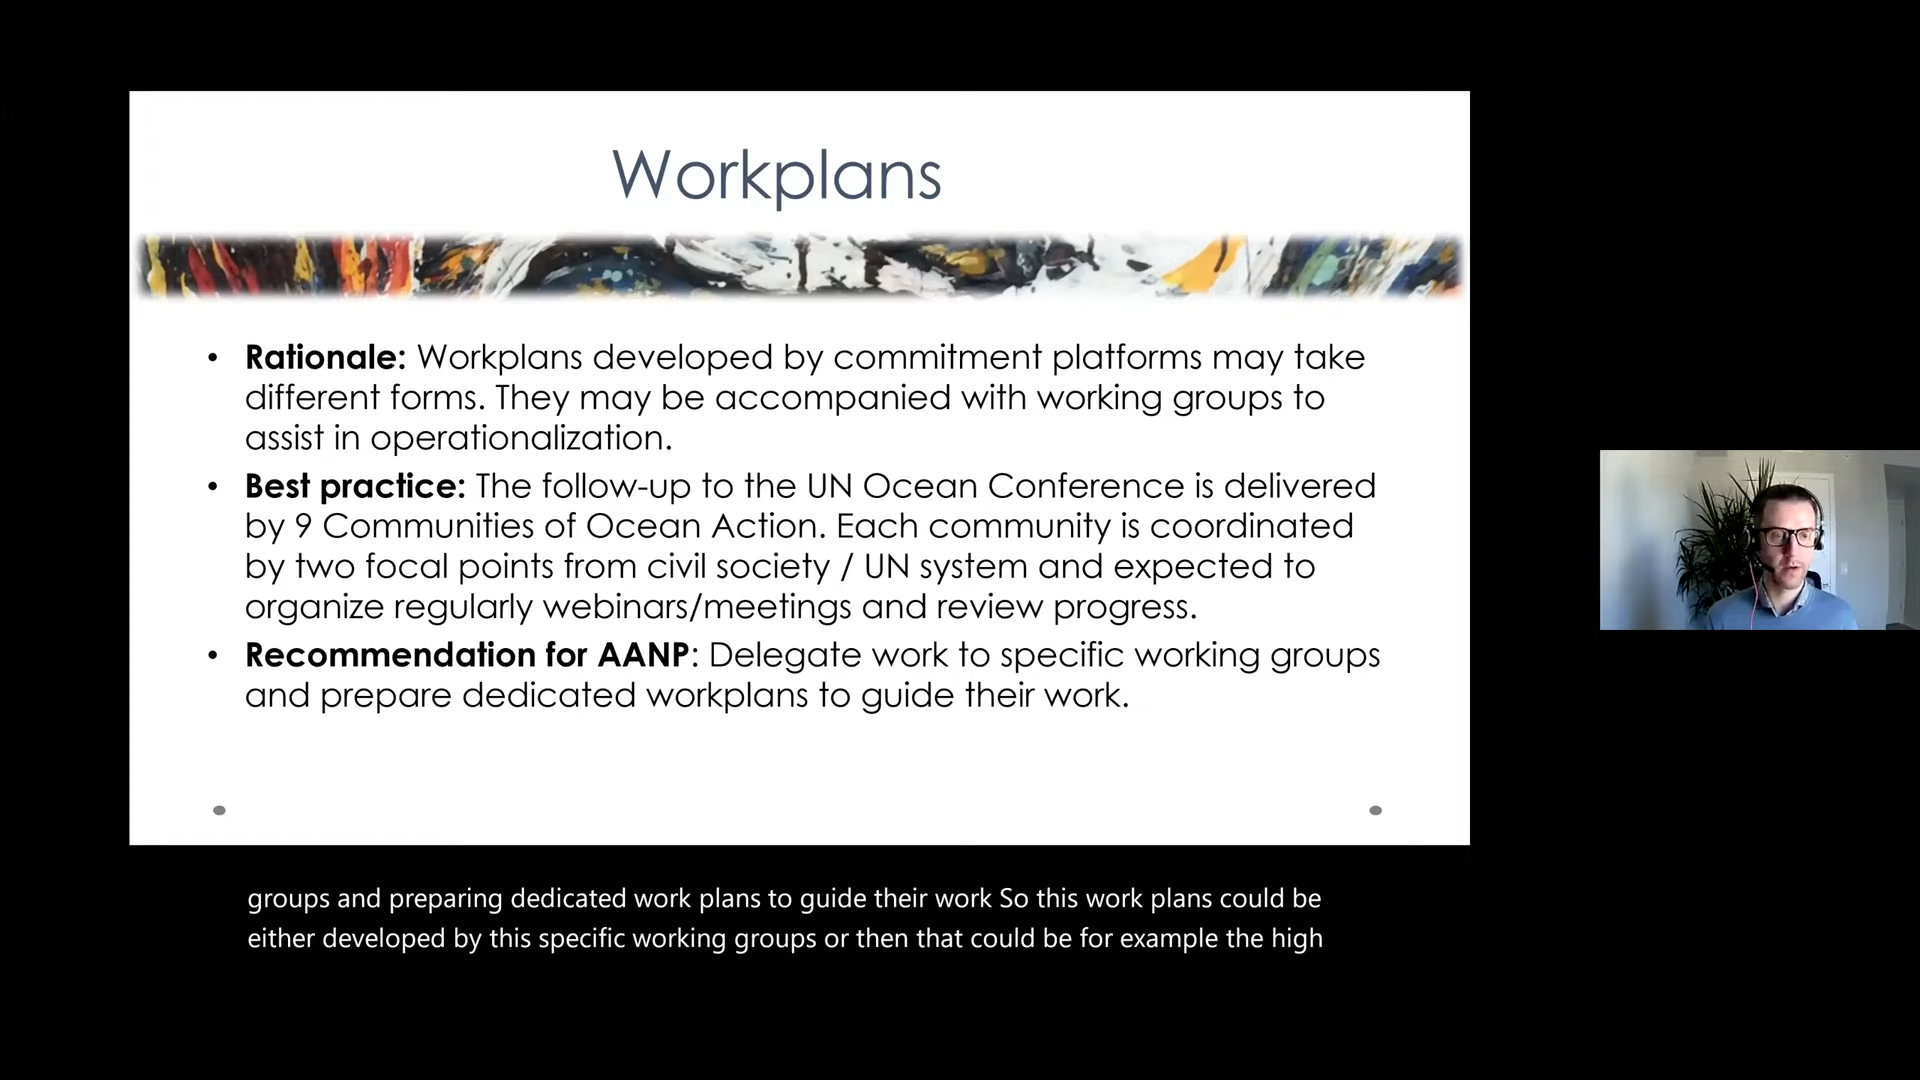 Workplans
• Rationale: Workplans developed by commitment platforms may take
different forms. They may be accompanied with working groups to
assist in operationalization.
• Best practice: The follow-up to the UN Ocean Conference is delivered
by 9 Communities of Ocean Action. Each community is coordinated
by two focal points from civil society / UN system and expected to
organize regularly webinars/meetings and review progress.
• Recommendation for AANP: Delegate work to specific working groups
and prepare dedicated workplans to guide their work.
groups and preparing dedicated work plans to guide their work So this work plans could be
either developed by this specific working groups or then that could be for example the high